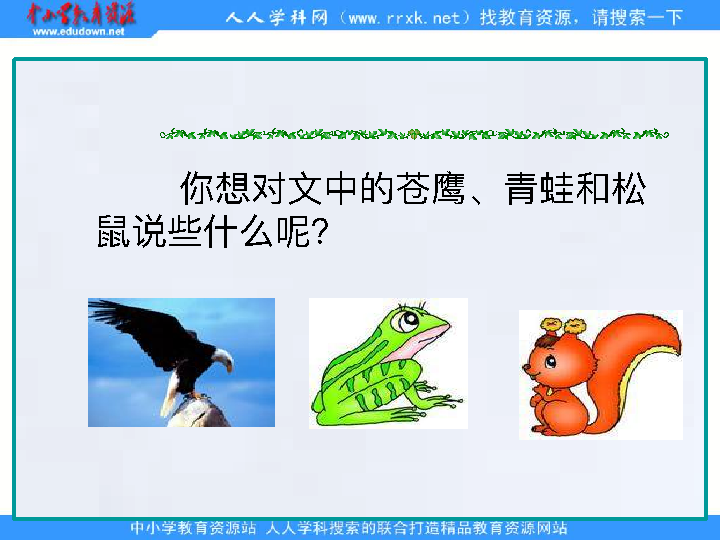 中小学教育资源
www.edudown.net
人人学科网（www.rrxk.net）找教育资源，请搜索一下
你想对文中的苍鹰、青蛙和松
鼠说些什么呢?
中小学教育资源站 人人学科搜索的联合打造精品教育资源网站